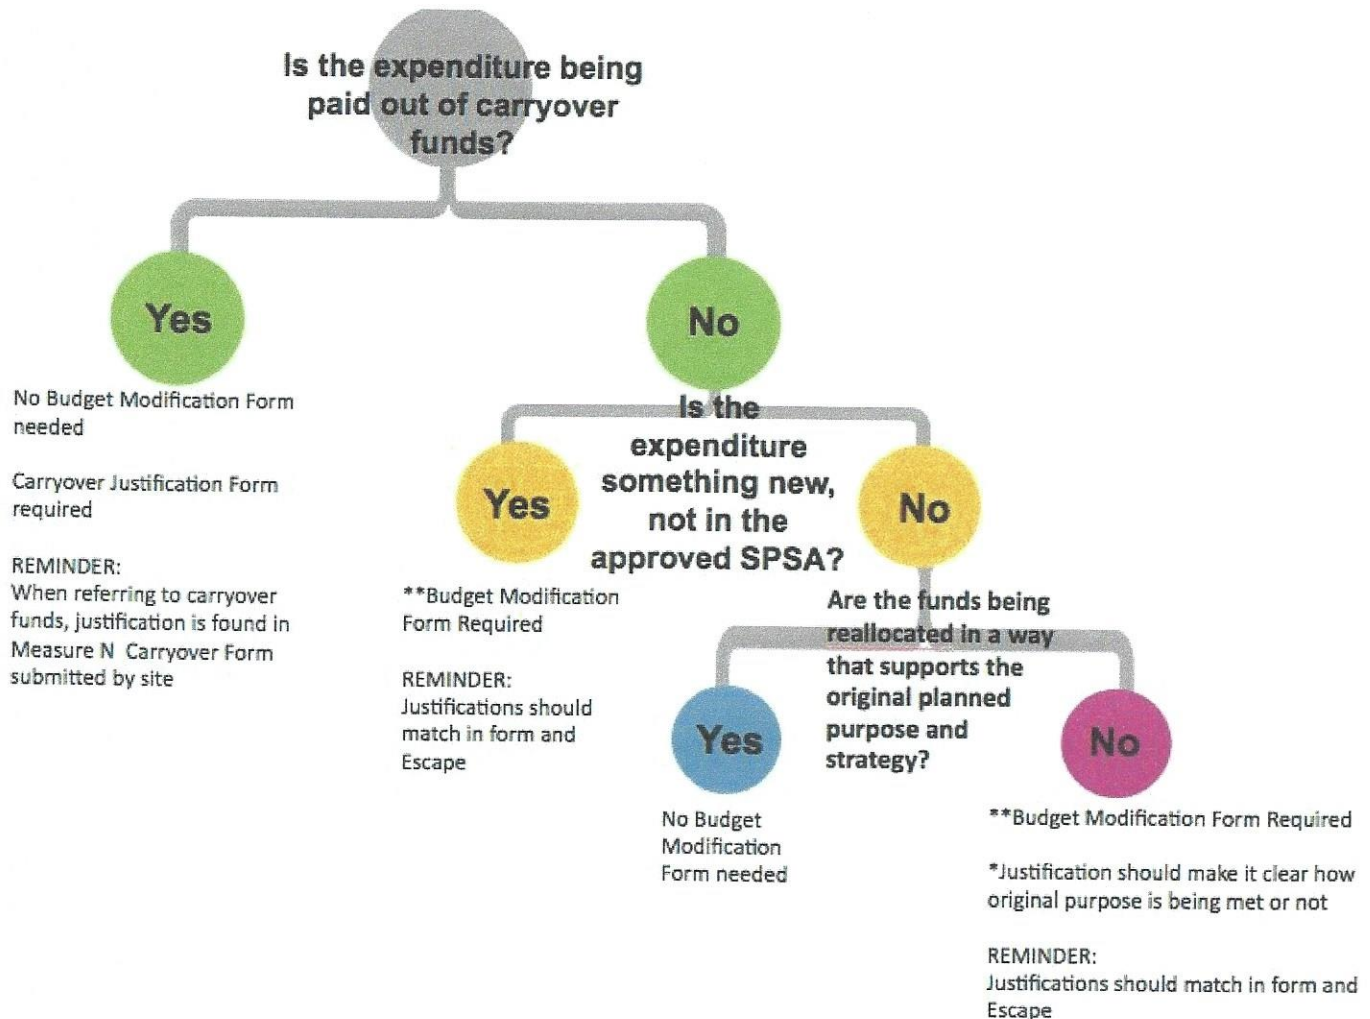 Is the expenditure being
paid out of carryover
funds?
Yes
No
No Budget Modification Form
needed
Carryover Justification Form
required
REMINDER:
When referring to carryover
funds, justification is found in
Measure N Carryover Form
submitted by site
Is the
expenditure
something new,
not in the
approved SPSA?
Yes
No
**Budget Modification
Form Required
REMINDER:
Justifications should
match in form and
Escape
Are the funds being
reallocated in a way
that supports the
original planned
purpose and
strategy?
Yes
No
No Budget
Modification
Form needed
**Budget Modification Form Required
*Justification should make it clear how
original purpose is being met or not
REMINDER:
Justifications should match in form and
Escape